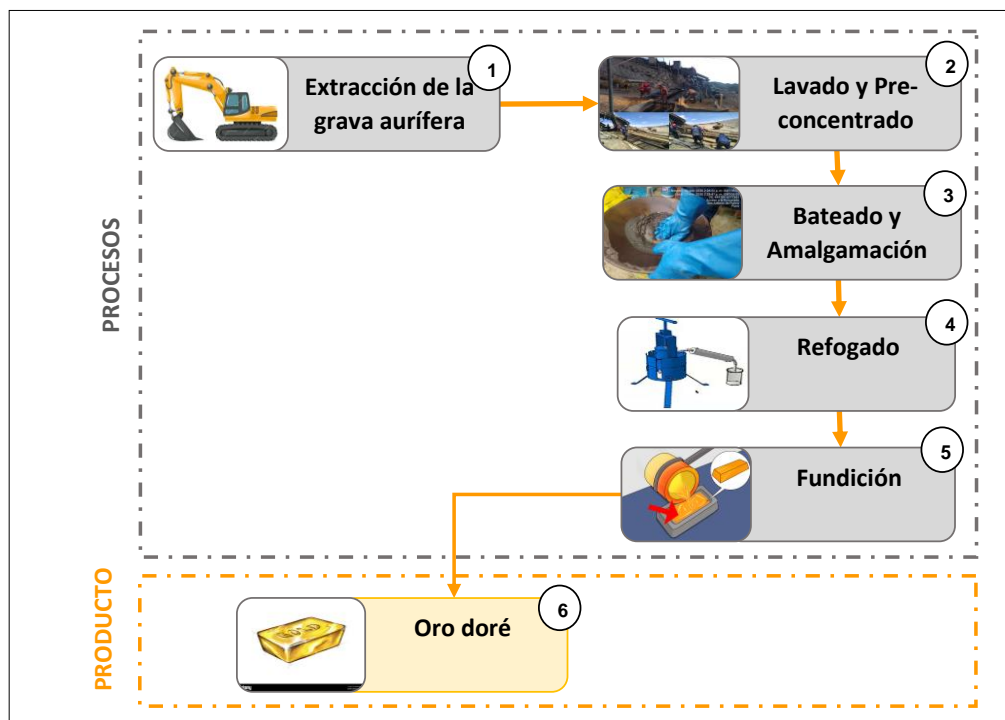 PROCESOS
1
Extracción de la
grava aurífera
2
Lavado y Pre-
concentrado
3
Bateado y
Amalgamación
4
Refogado
5
Fundición
PRODUCTO
6
Oro doré
GOLD